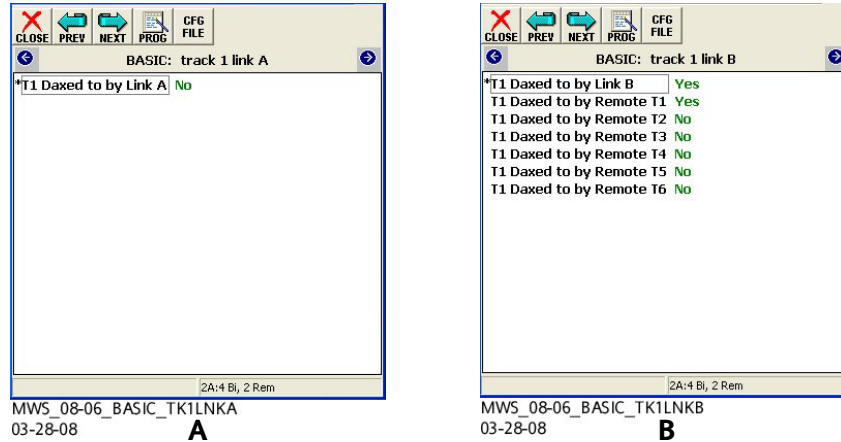 CLOSE PREV NEXT PROG CFG FILE
BASIC: track 1 link A
*T1 Daxed to by Link A No
2A:4 Bi, 2 Rem
MWS_08-06_BASIC_TK1LNKA
03-28-08
A
CLOSE PREV NEXT PROG CFG FILE
BASIC: track 1 link B
*T1 Daxed to by Link B Yes
T1 Daxed to by Remote T1 Yes
T1 Daxed to by Remote T2 No
T1 Daxed to by Remote T3 No
T1 Daxed to by Remote T4 No
T1 Daxed to by Remote T5 No
T1 Daxed to by Remote T6 No
2A:4 Bi, 2 Rem
MWS_08-06_BASIC_TK1LNKB
03-28-08
B